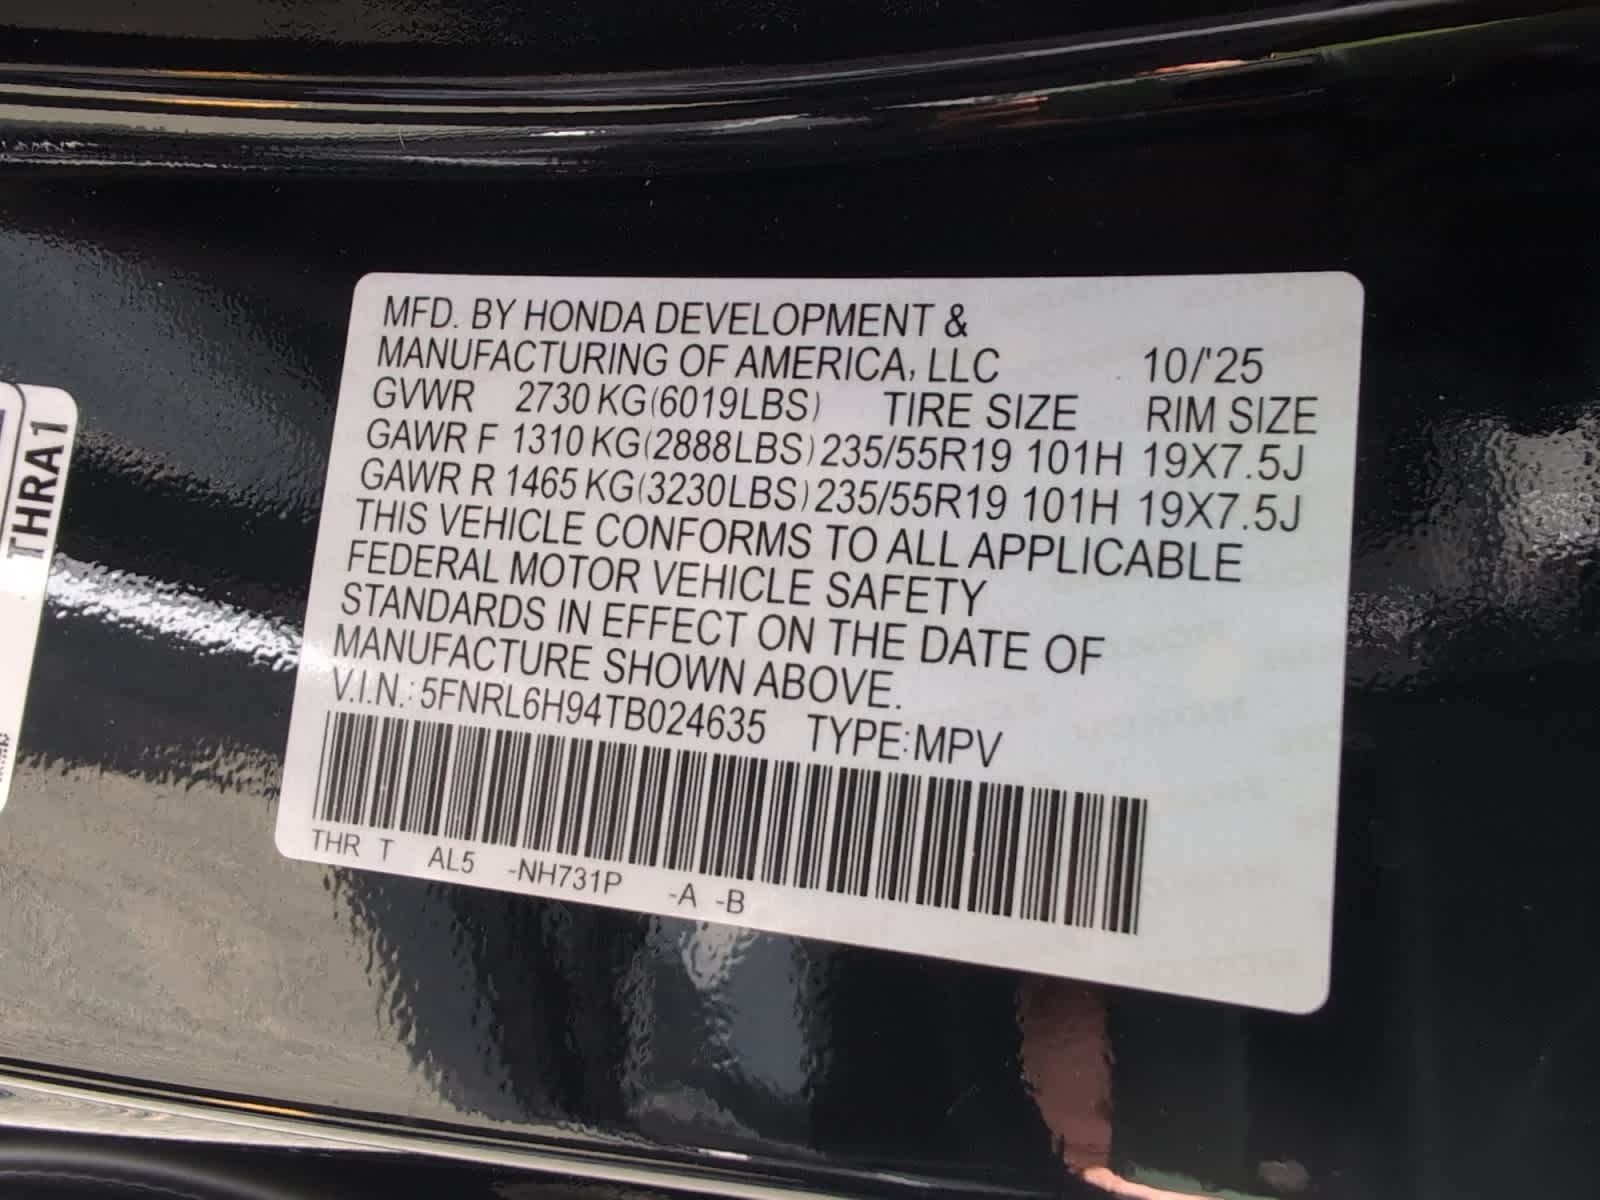 MFD. BY HONDA DEVELOPMENT &
MANUFACTURING OF AMERICA, LLC 10/'25
GVWR 2730 KG(6019LBS) TIRE SIZE RIM SIZE
GAWR F 1310 KG(2888LBS) 235/55R19 101H 19X7.5J
GAWR R 1465 KG(3230LBS) 235/55R19 101H 19X7.5J
THIS VEHICLE CONFORMS TO ALL APPLICABLE
FEDERAL MOTOR VEHICLE SAFETY
STANDARDS IN EFFECT ON THE DATE OF
MANUFACTURE SHOWN ABOVE.
V.I.N.: 5FNRL6H94TB024635 TYPE:MPV
THR T AL5 -NH731P -A -B
THRA1